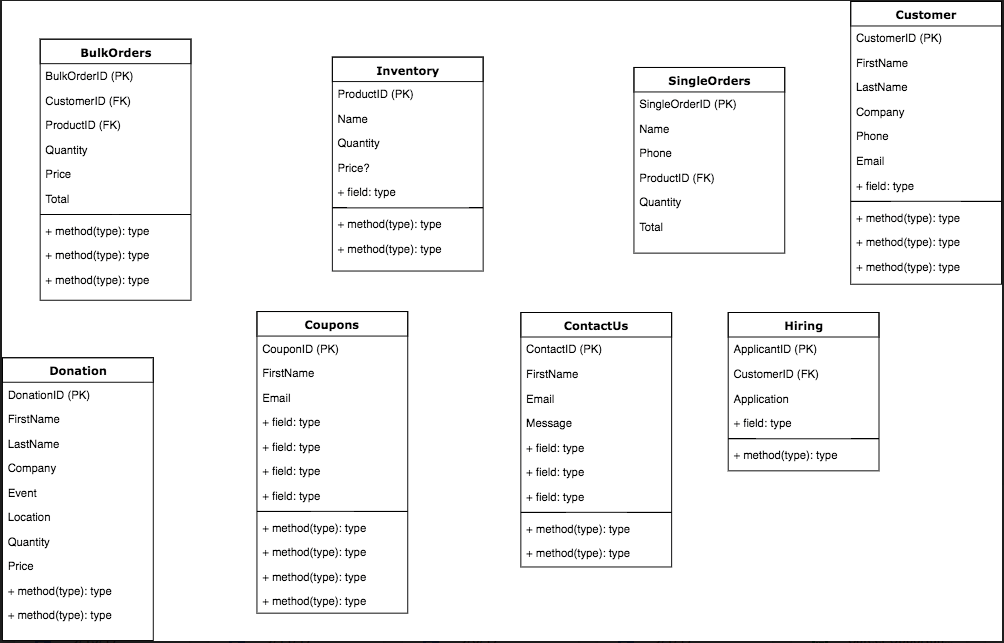 BulkOrders
BulkOrderID (PK)
CustomerID (FK)
ProductID (FK)
Quantity
Price
Total
+ method(type): type
+ method(type): type
+ method(type): type
Inventory
ProductID (PK)
Name
Quantity
Price?
+ field: type
+ method(type): type
+ method(type): type
SingleOrders
SingleOrderID (PK)
Name
Phone
ProductID (FK)
Quantity
Total
Customer
CustomerID (PK)
FirstName
LastName
Company
Phone
Email
+ field: type
+ method(type): type
+ method(type): type
+ method(type): type
Donation
DonationID (PK)
FirstName
LastName
Company
Event
Location
Quantity
Price
+ method(type): type
+ method(type): type
Coupons
CouponID (PK)
FirstName
Email
+ field: type
+ field: type
+ field: type
+ field: type
+ method(type): type
+ method(type): type
+ method(type): type
+ method(type): type
ContactUs
ContactID (PK)
FirstName
Email
Message
+ field: type
+ field: type
+ field: type
+ method(type): type
+ method(type): type
Hiring
ApplicantID (PK)
CustomerID (FK)
Application
+ field: type
+ method(type): type